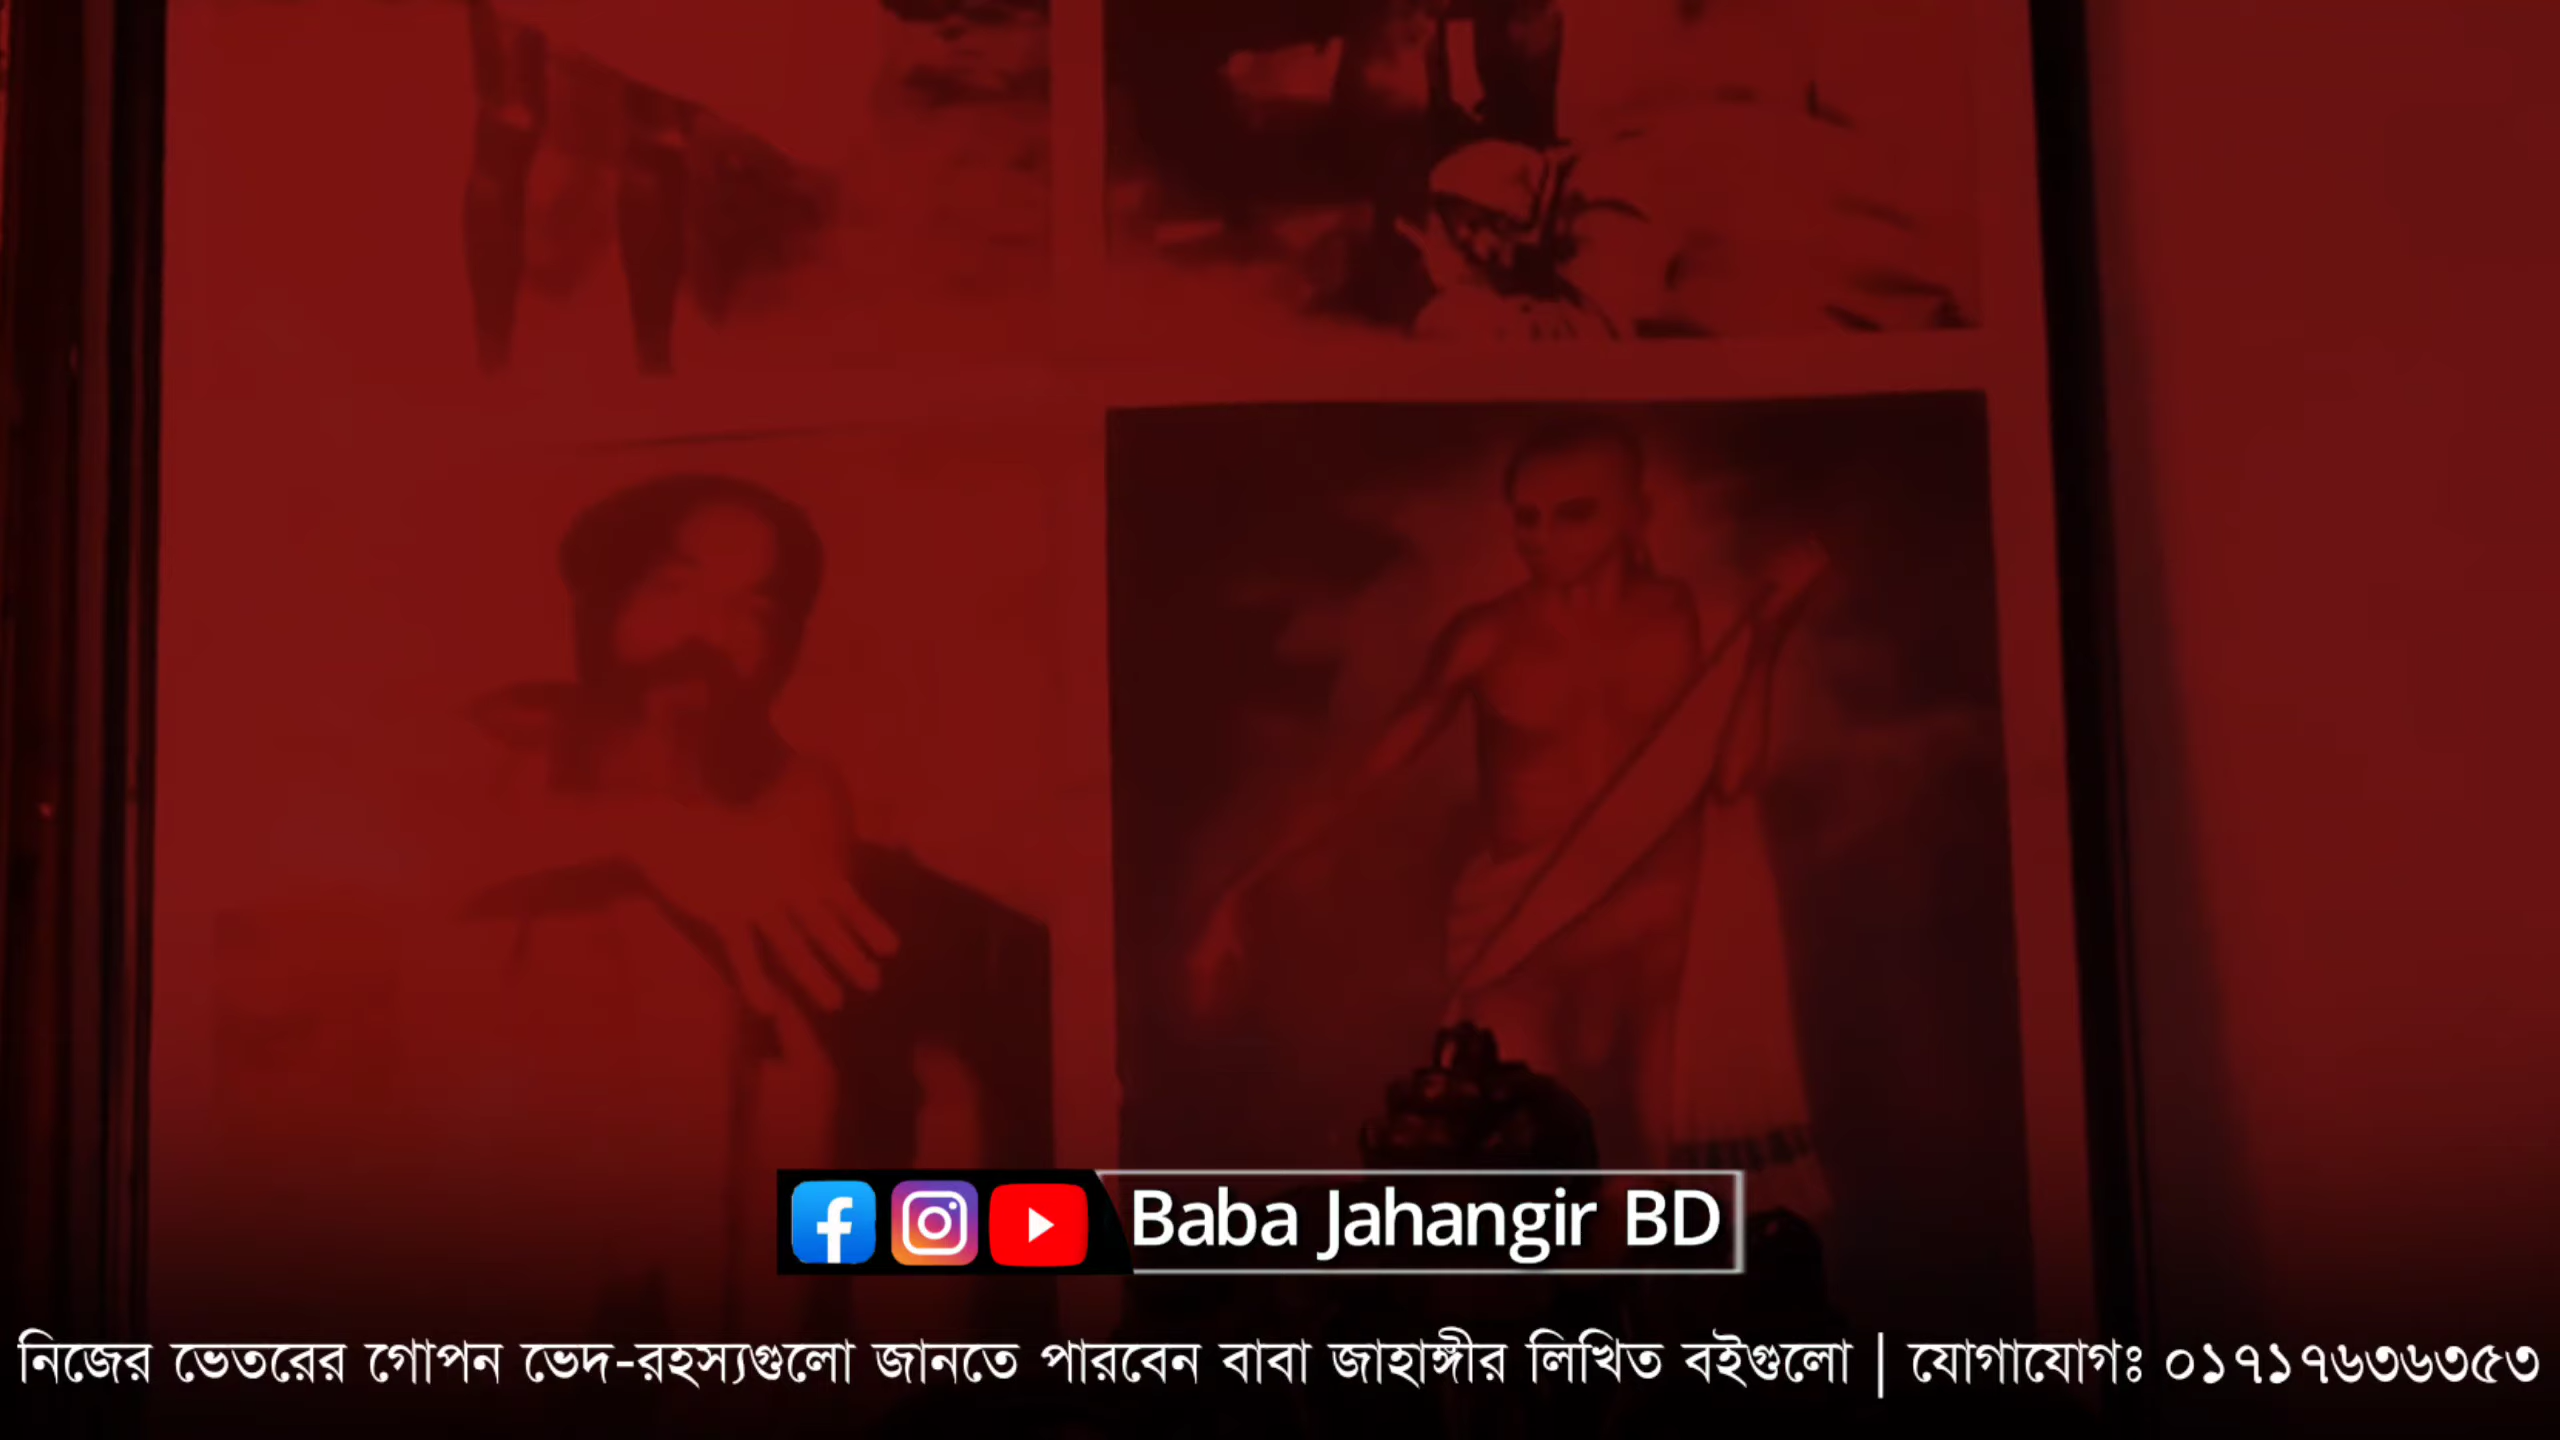 Baba Jahangir BD
নিজের ভেতরের গোপন ভেদ-রহস্যগুলো জানতে পারবেন বাবা জাহাঙ্গীর লিখিত বইগুলো | যোগাযোগঃ ০১৭১৭৬৩৬৩৫৩